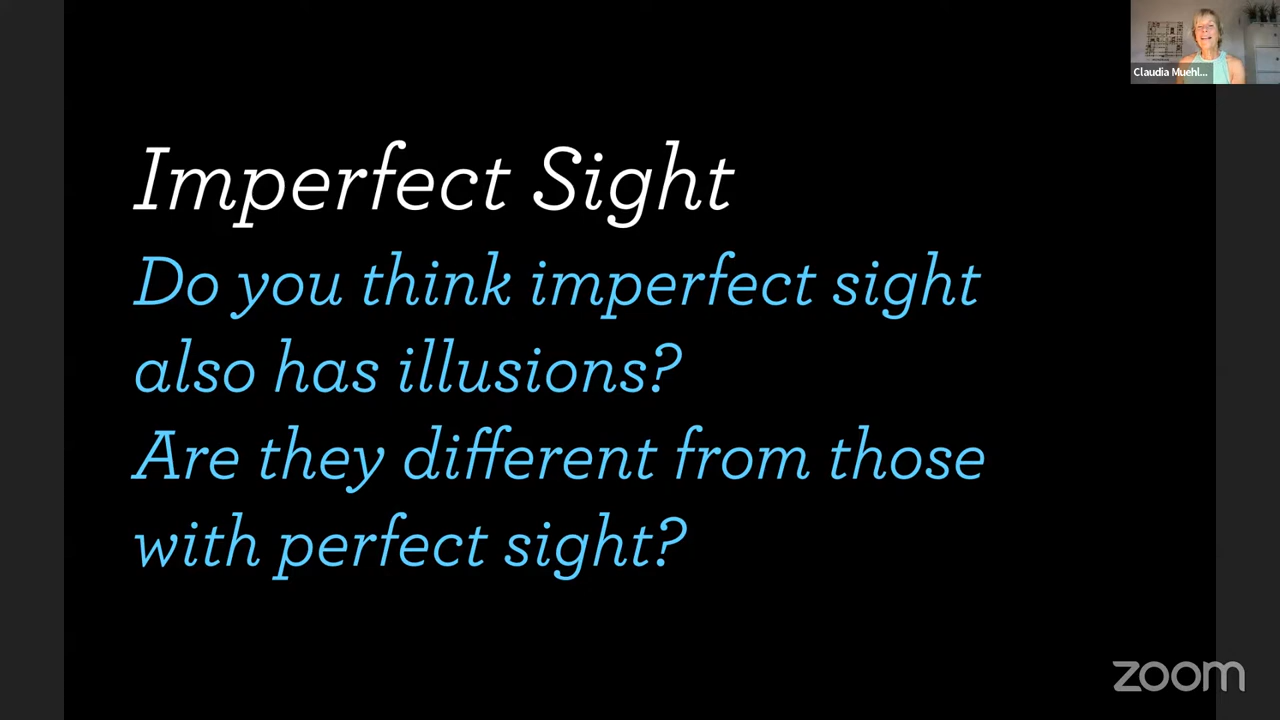 Claudia Muehl...
Imperfect Sight
Do you think imperfect sight
also has illusions?
Are they different from those
with perfect sight?
zoom